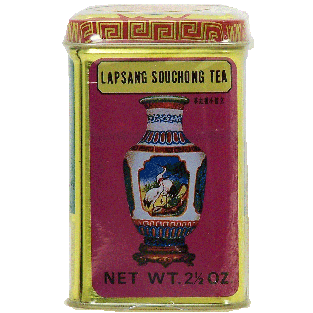 LAPSANG SOUCHONG TEA
NET WT. 2½ OZ.